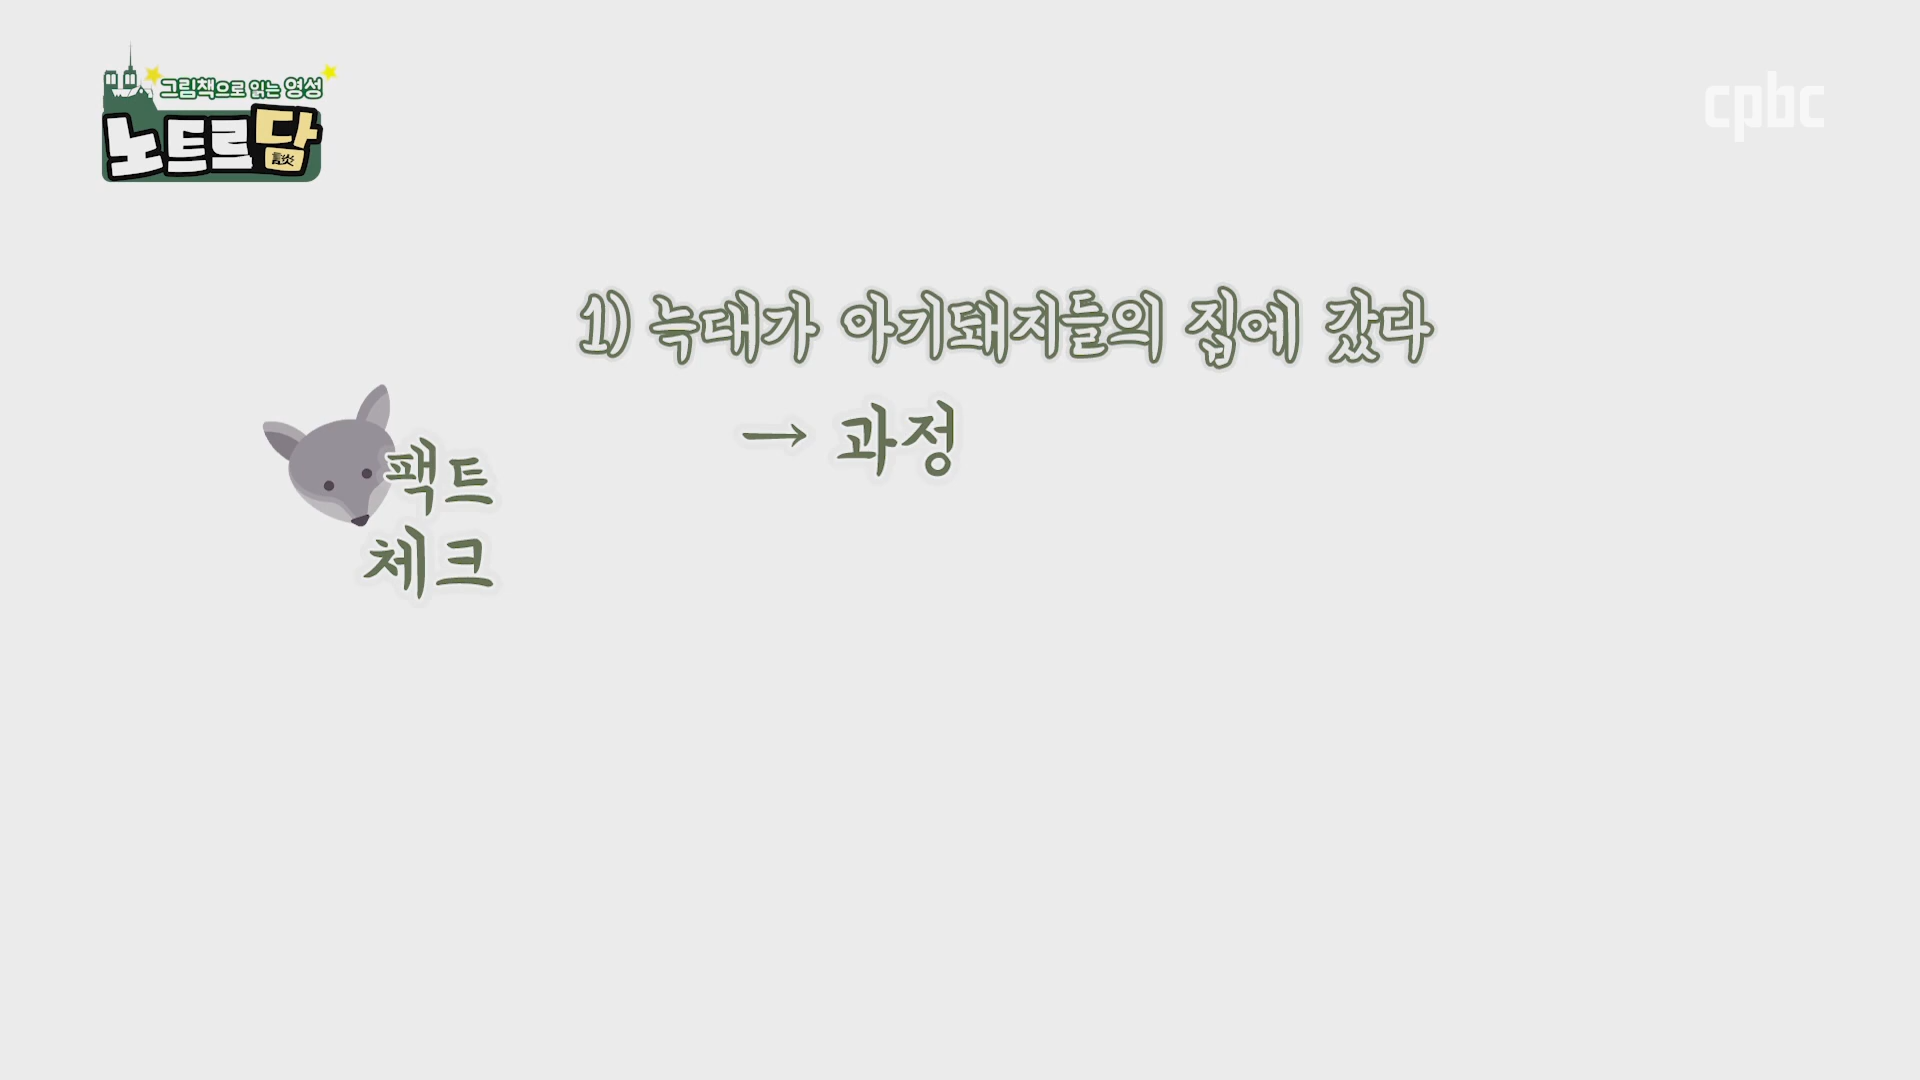 그림책으로 읽는 영성
노트르담
談
cpbc
1) 늑대가 아기돼지들의 집에 갔다
→ 과정
팩트
체크